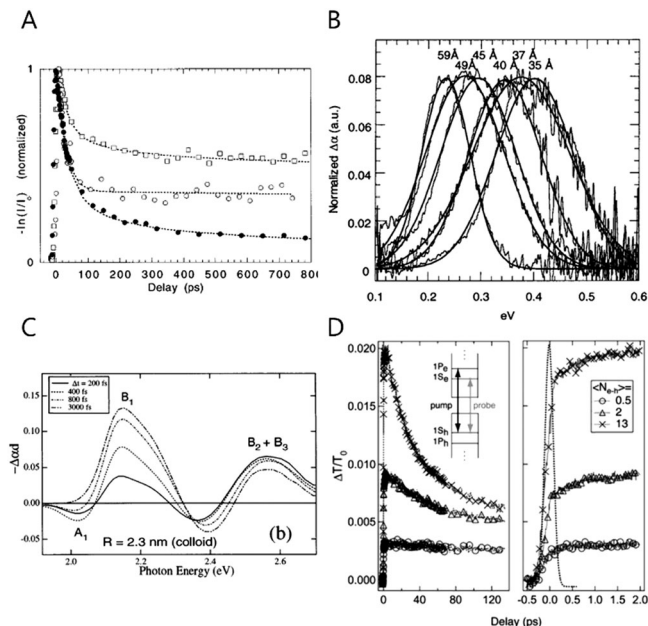 A
-ln(I/I₀) (normalized)
1
0
0 100 200 300 400 500 600 700 800
Delay (ps)
B
59Å 45 Å 37 Å
49Å 40 Å 35 Å
Normalized Δα (a.u.)
0.08
0.06
0.04
0.02
0
0.1 0.2 0.3 0.4 0.5 0.6
eV
C
Δt = 200 fs
400 fs
800 fs
3000 fs
B₁
B₂ + B₃
A₁
-Δαd
0.15
0.10
0.05
-0.00
-0.05
R = 2.3 nm (colloid)
(b)
2.0 2.2 2.4 2.6
Photon Energy (eV)
D
ΔT/T₀
0.020
0.015
0.010
0.005
0.000
1Pₑ
1Sₑ
pump
probe
1Sₕ
1Pₕ
<Nₑ₋ₕ>=
0.5
2
13
0 40 80 120
-0.5 0.0 0.5 1.0 1.5 2.0
Delay (ps)